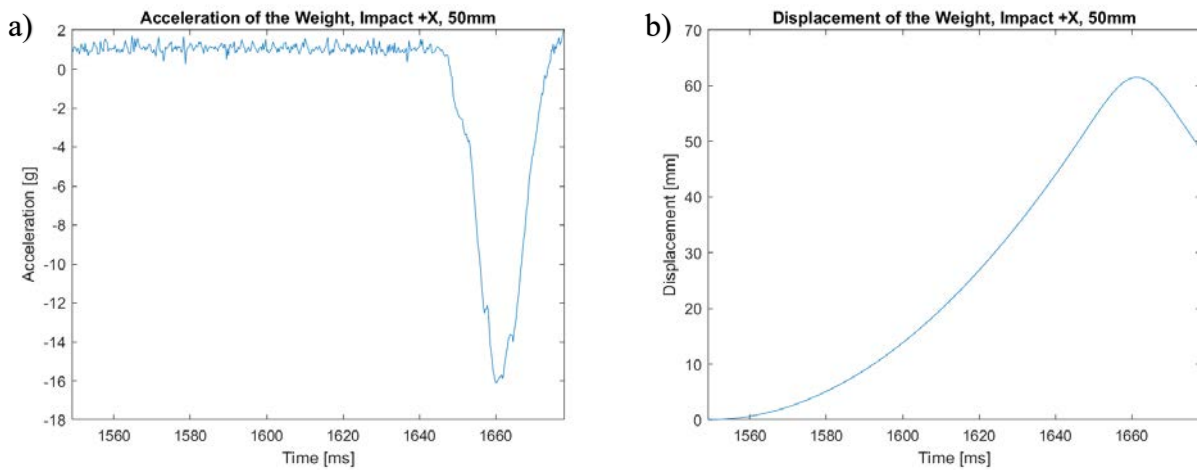 a)
Acceleration of the Weight, Impact +X, 50mm
2
0
-2
-4
-6
-8
-10
-12
-14
-16
-18
Acceleration [g]
1560 1580 1600 1620 1640 1660
Time [ms]
b)
Displacement of the Weight, Impact +X, 50mm
70
60
50
40
30
20
10
0
Displacement [mm]
1560 1580 1600 1620 1640 1660
Time [ms]